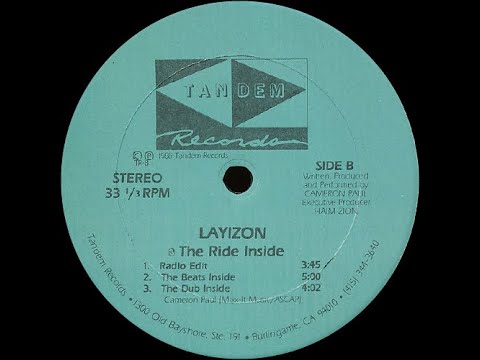 TANDEM
Records
℗ 1988 Tandem Records
STEREO
33 1/3 RPM
SIDE B
Written, Produced
and Performed by
CAMERON PAUL
Executive Producer
HAIM ZION
LAYIZON
The Ride Inside
1. Radio Edit 3:45
2. The Beats Inside 5:00
3. The Dub Inside 4:02
Cameron Paul (Mixx-It Music/ASCAP)
Tandem Records • 1500 Old Bayshore, Ste. 191 • Burlingame, CA 94010 • (415) 744-3640